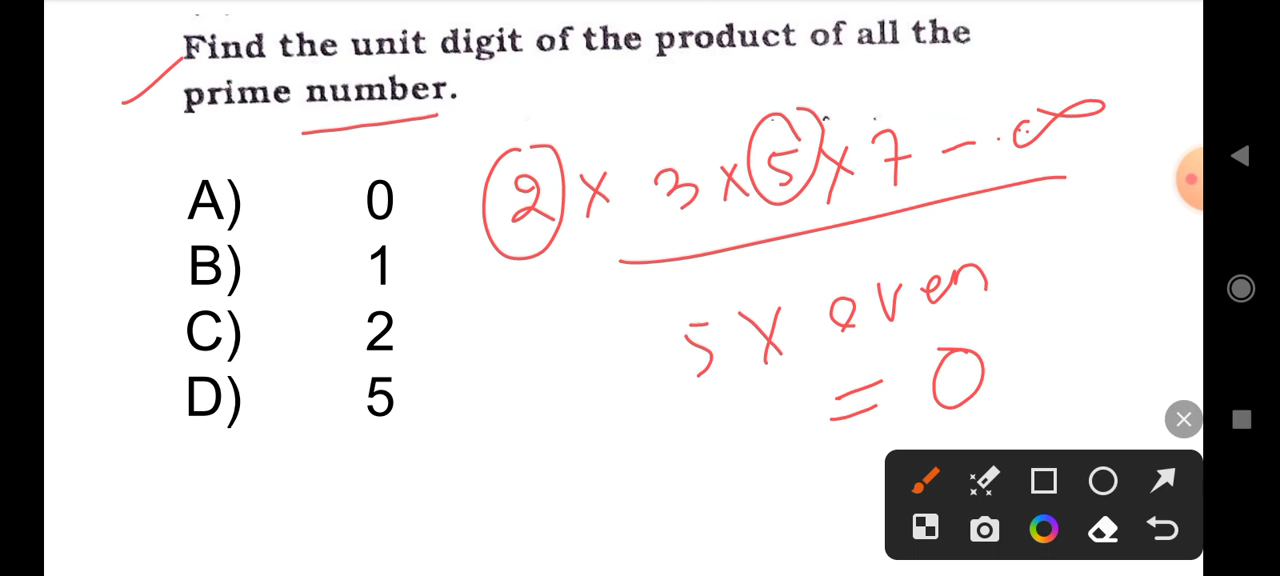 Find the unit digit of the product of all the
prime number.
2 × 3 × 5 × 7 - . . ∞
A) 0
B) 1
C) 2
D) 5
5 × even
= 0